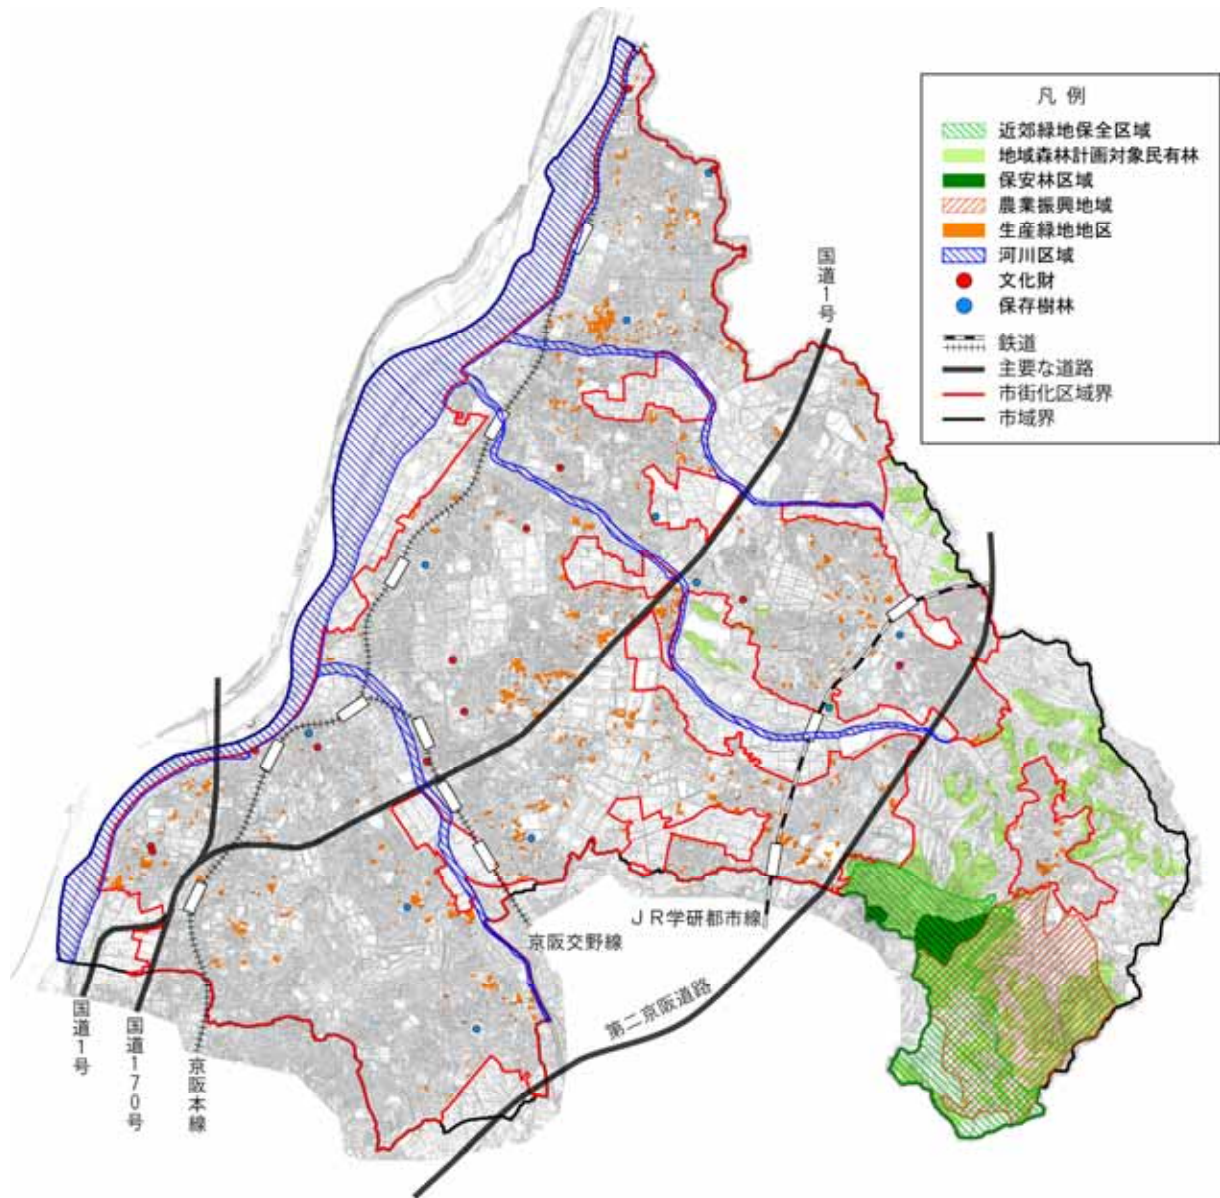 凡例
近郊緑地保全区域
地域森林計画対象民有林
保安林区域
農業振興地域
生産緑地地区
河川区域
文化財
保存樹林
鉄道
主要な道路
市街化区域界
市域界
国道1号
JR学研都市線
京阪交野線
第二京阪道路
国道1号
国道170号
京阪本線